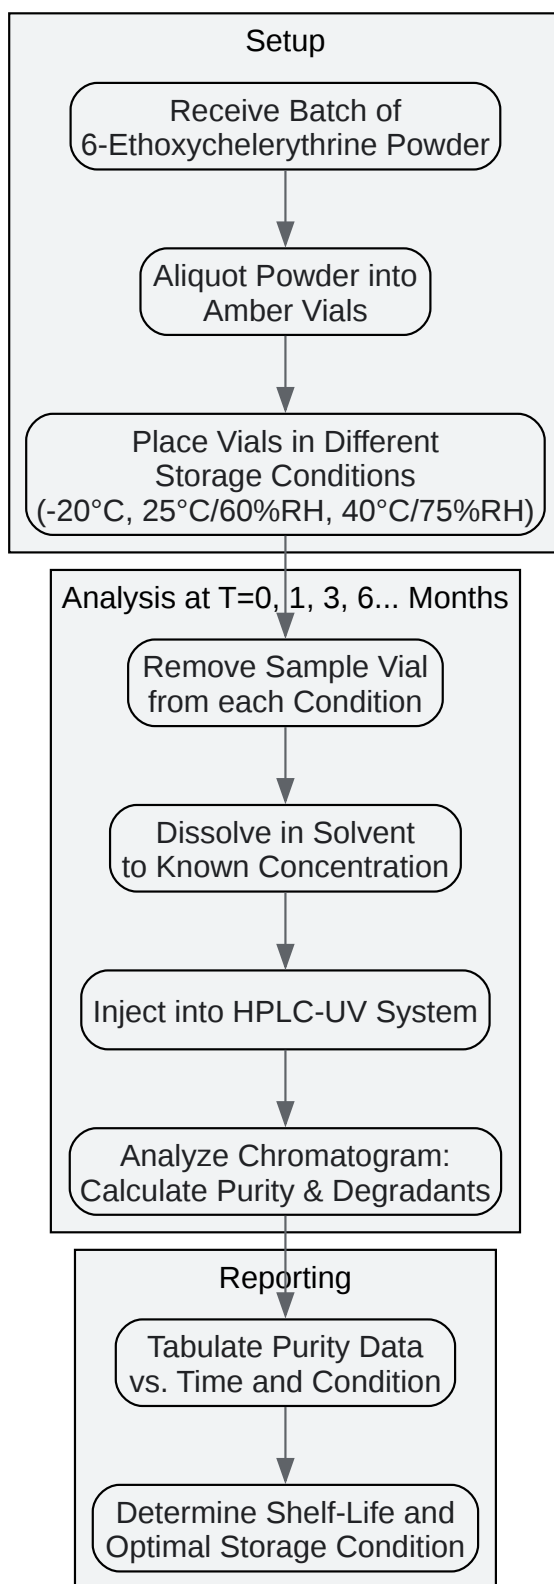 Setup
Receive Batch of
6-Ethoxychelerythrine Powder
Aliquot Powder into
Amber Vials
Place Vials in Different
Storage Conditions
(-20°C, 25°C/60%RH, 40°C/75%RH)
Analysis at T=0, 1, 3, 6... Months
Remove Sample Vial
from each Condition
Dissolve in Solvent
to Known Concentration
Inject into HPLC-UV System
Analyze Chromatogram:
Calculate Purity & Degradants
Reporting
Tabulate Purity Data
vs. Time and Condition
Determine Shelf-Life and
Optimal Storage Condition